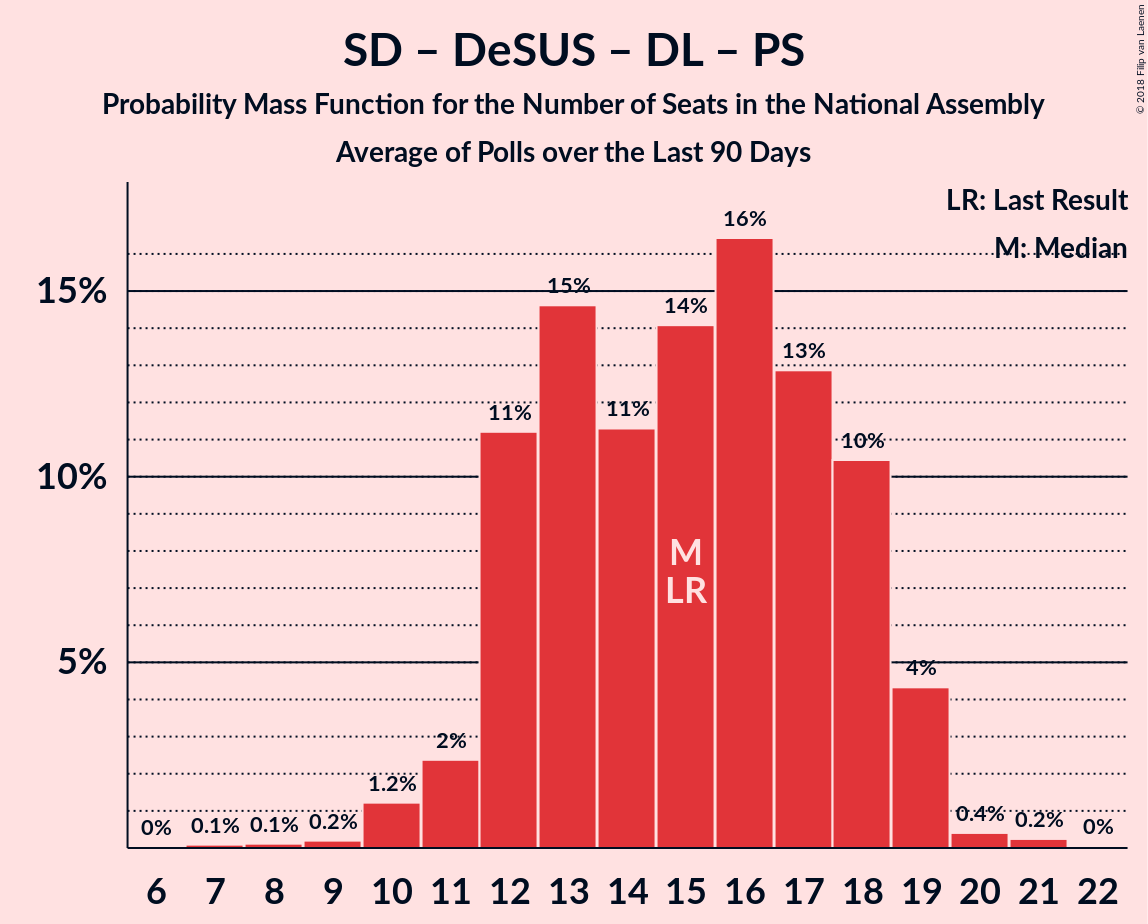 SD – DeSUS – DL – PS
Probability Mass Function for the Number of Seats in the National Assembly
Average of Polls over the Last 90 Days
© 2018 Filip van Laenen
LR: Last Result
M: Median
15%
10%
5%
0%
0.1%
0.1%
0.2%
1.2%
2%
11%
15%
11%
14%
16%
13%
10%
4%
0.4%
0.2%
0%
M
LR
6 7 8 9 10 11 12 13 14 15 16 17 18 19 20 21 22